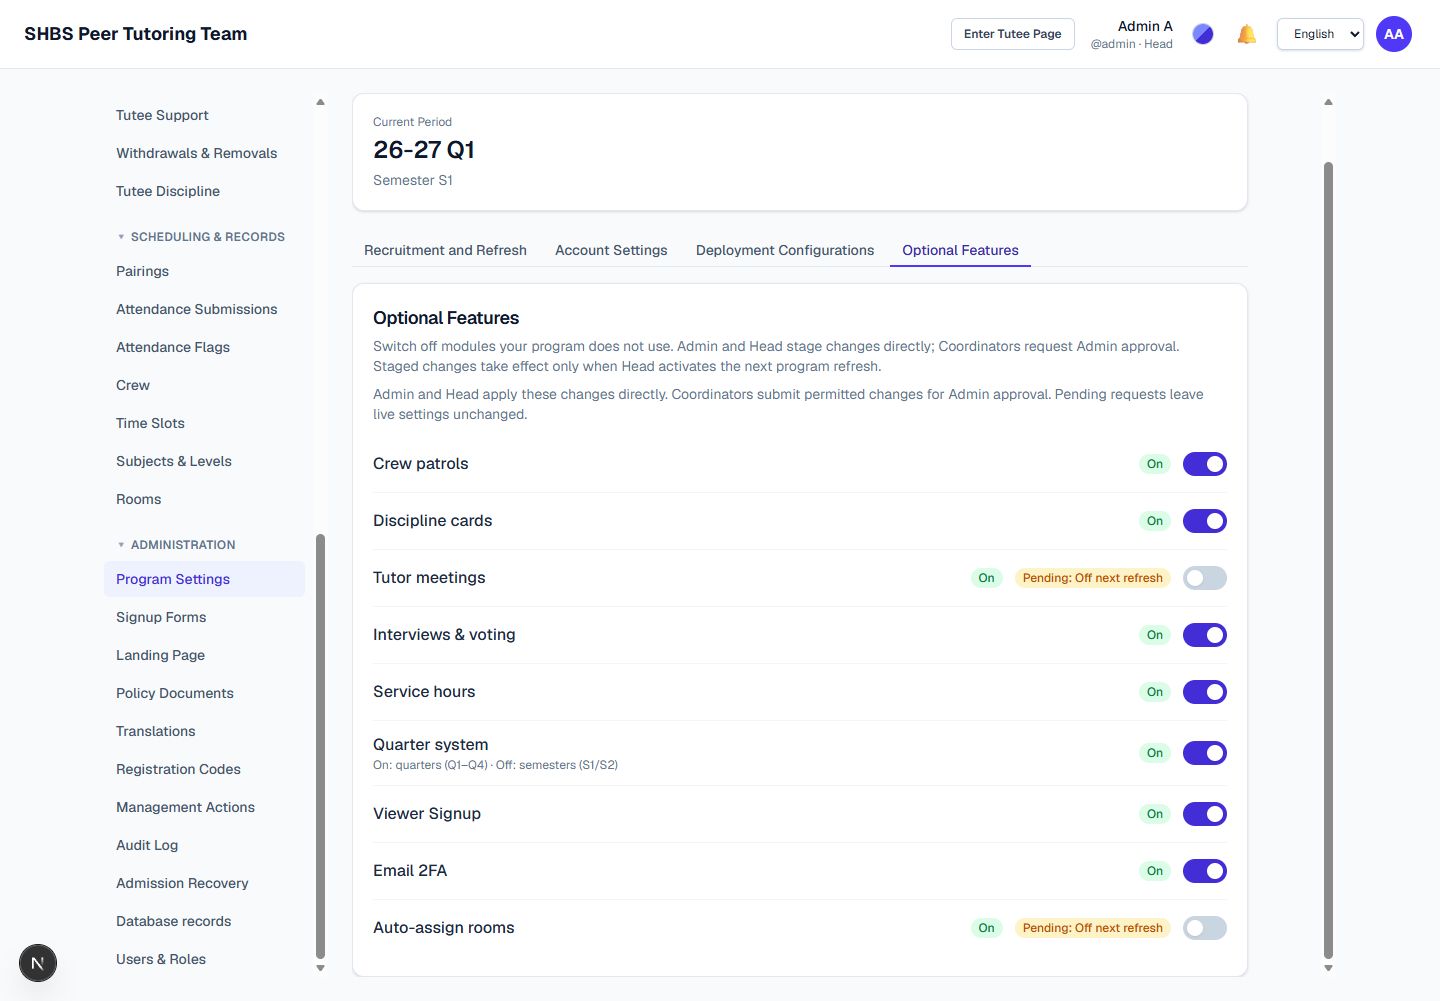 SHBS Peer Tutoring Team
Enter Tutee Page
Admin A
@admin · Head
English
AA
Tutee Support
Withdrawals & Removals
Tutee Discipline
SCHEDULING & RECORDS
Pairings
Attendance Submissions
Attendance Flags
Crew
Time Slots
Subjects & Levels
Rooms
ADMINISTRATION
Program Settings
Signup Forms
Landing Page
Policy Documents
Translations
Registration Codes
Management Actions
Audit Log
Admission Recovery
Database records
Users & Roles
N
Current Period
26-27 Q1
Semester S1
Recruitment and Refresh
Account Settings
Deployment Configurations
Optional Features
Optional Features
Switch off modules your program does not use. Admin and Head stage changes directly; Coordinators request Admin approval.
Staged changes take effect only when Head activates the next program refresh.
Admin and Head apply these changes directly. Coordinators submit permitted changes for Admin approval. Pending requests leave
live settings unchanged.
Crew patrols On
Discipline cards On
Tutor meetings On Pending: Off next refresh
Interviews & voting On
Service hours On
Quarter system On
On: quarters (Q1–Q4) · Off: semesters (S1/S2)
Viewer Signup On
Email 2FA On
Auto-assign rooms On Pending: Off next refresh